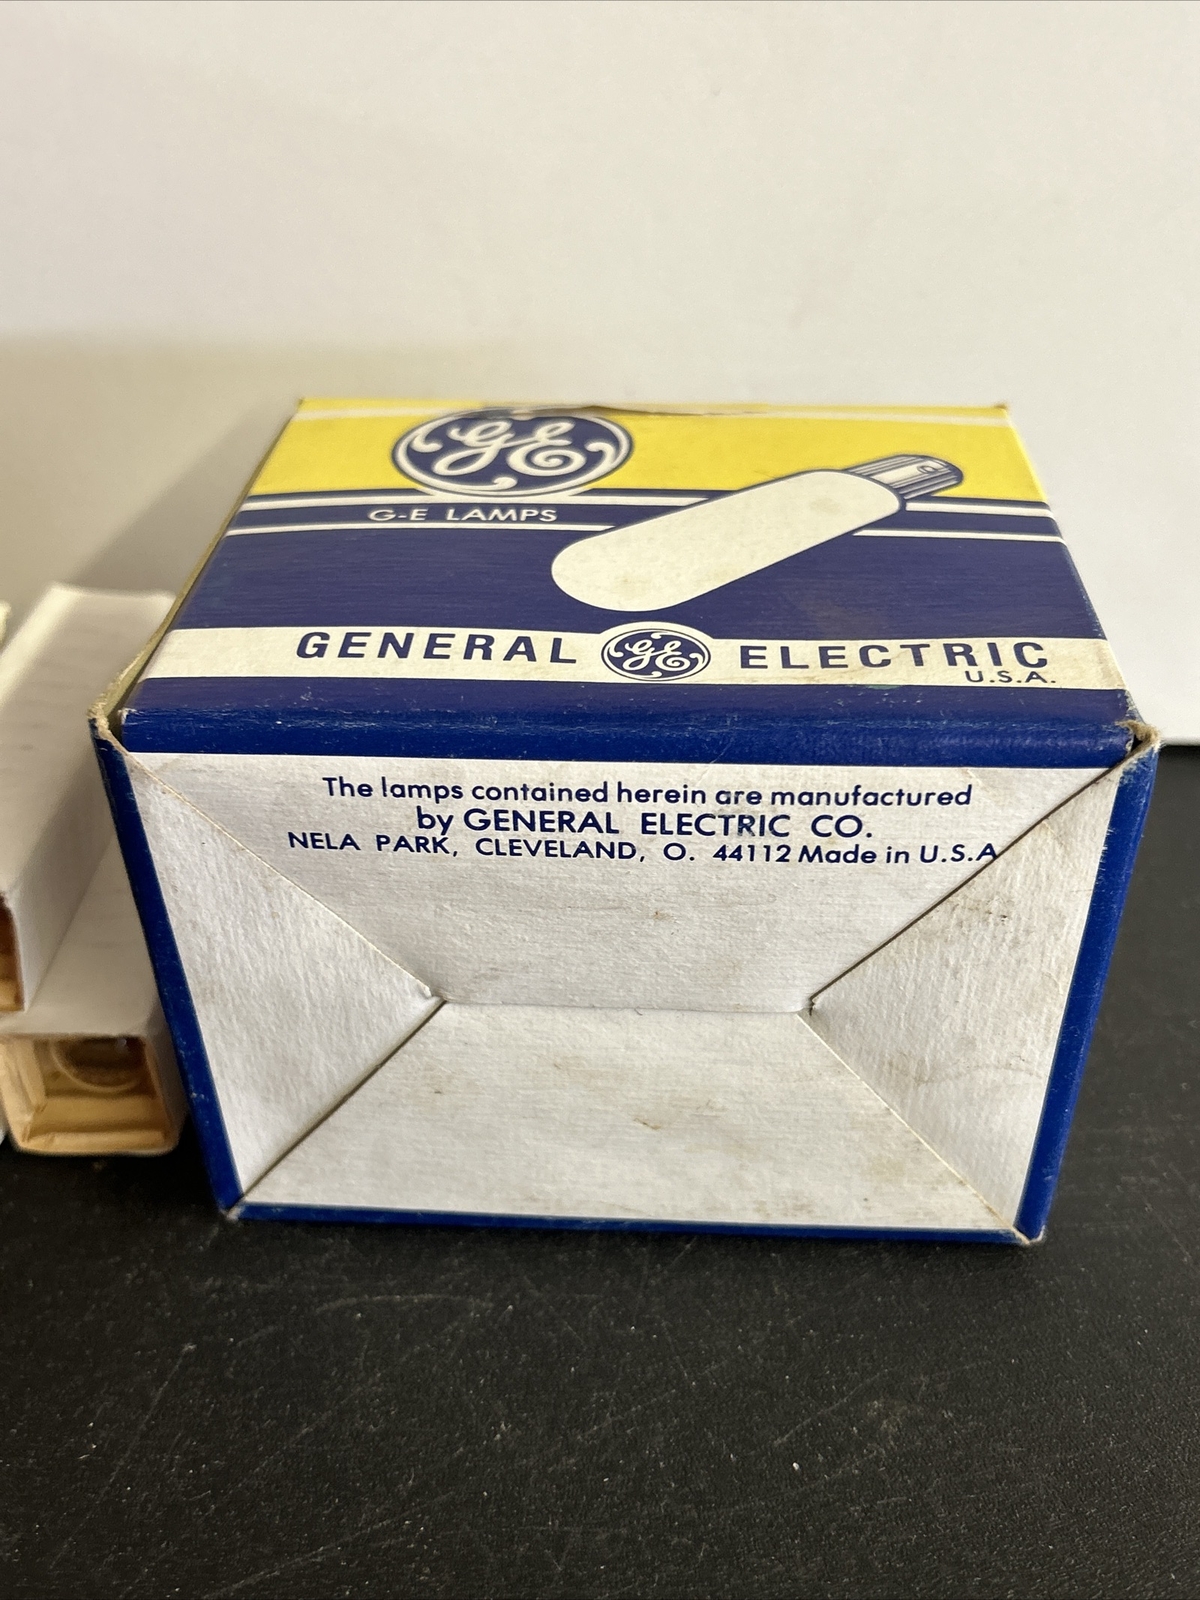 GE
G-E LAMPS
GENERAL GE ELECTRIC
U.S.A.
The lamps contained herein are manufactured
by GENERAL ELECTRIC CO.
NELA PARK, CLEVELAND, O. 44112 Made in U.S.A